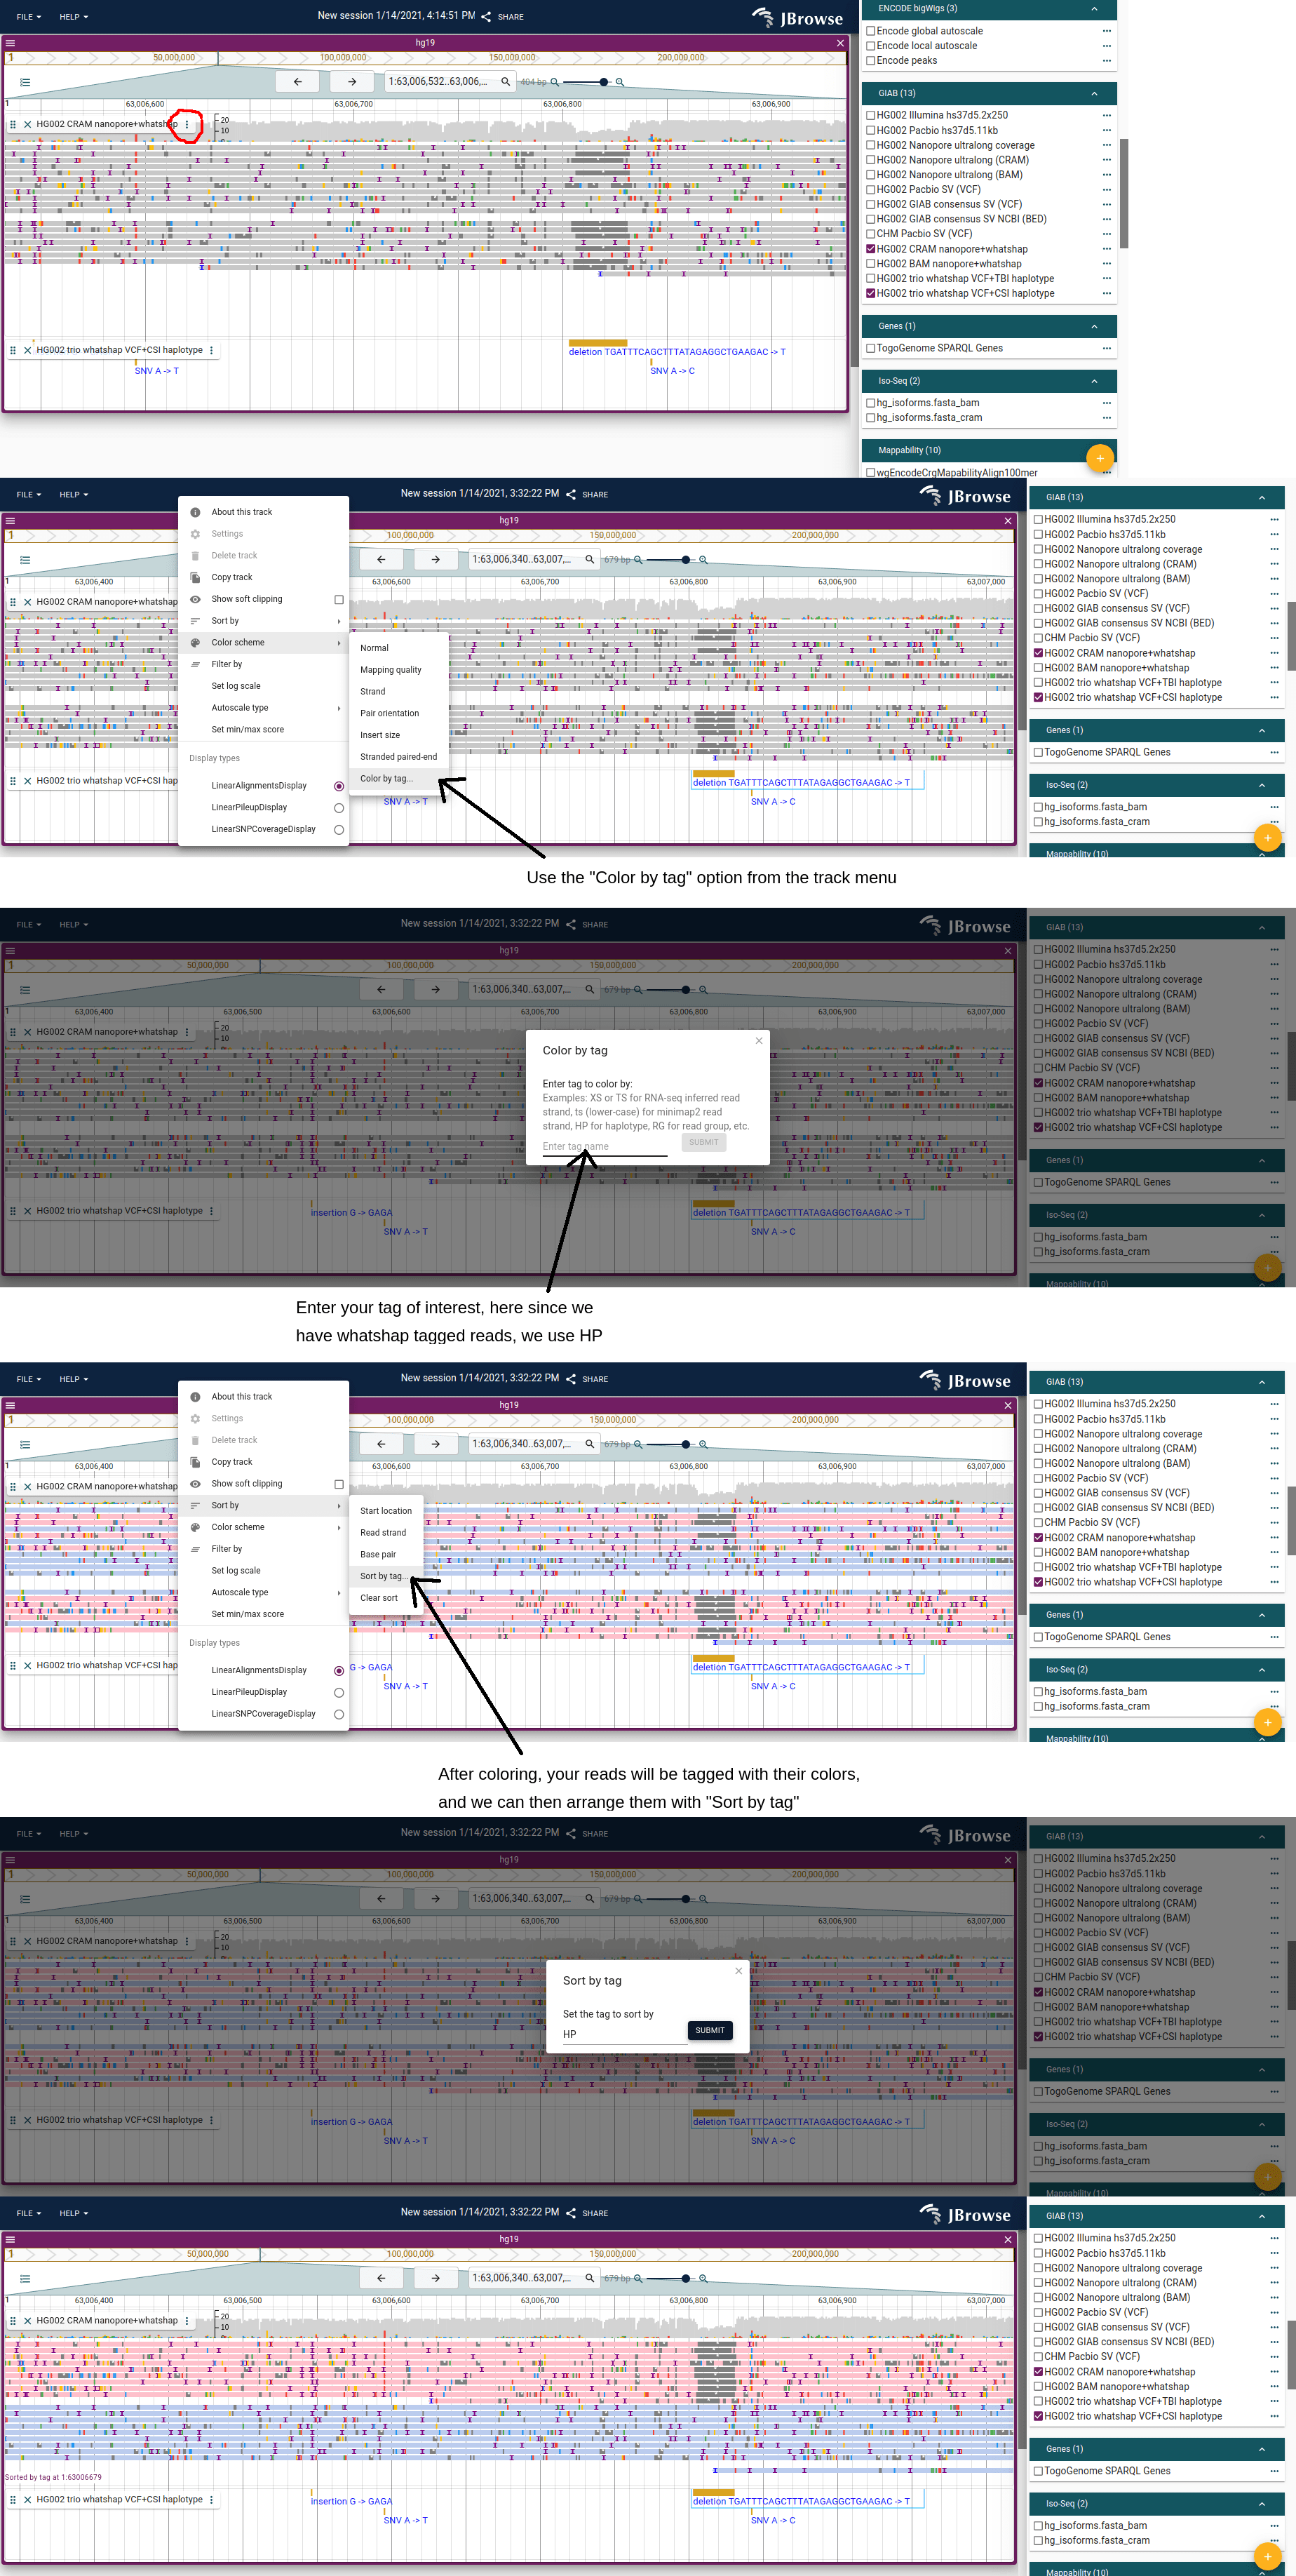 FILE HELP New session 1/14/2021, 4:14:51 PM SHARE JBrowse
hg19
1 50,000,000 100,000,000 150,000,000 200,000,000
1:63,006,532..63,006,... 404 bp
1 63,006,600 63,006,700 63,006,800 63,006,900
HG002 CRAM nanopore+whatshap 20
10
HG002 trio whatshap VCF+CSI haplotype
deletion TGATTTCAGCTTTATAGAGGCTGAAGAC -> T
SNV A -> T SNV A -> C
ENCODE bigWigs (3)
Encode global autoscale
Encode local autoscale
Encode peaks
GIAB (13)
HG002 Illumina hs37d5.2x250
HG002 Pacbio hs37d5.11kb
HG002 Nanopore ultralong coverage
HG002 Nanopore ultralong (CRAM)
HG002 Nanopore ultralong (BAM)
HG002 Pacbio SV (VCF)
HG002 GIAB consensus SV (VCF)
HG002 GIAB consensus SV NCBI (BED)
CHM Pacbio SV (VCF)
HG002 CRAM nanopore+whatshap
HG002 BAM nanopore+whatshap
HG002 trio whatshap VCF+TBI haplotype
HG002 trio whatshap VCF+CSI haplotype
Genes (1)
TogoGenome SPARQL Genes
Iso-Seq (2)
hg_isoforms.fasta_bam
hg_isoforms.fasta_cram
Mappability (10)
wgEncodeCrgMapabilityAlign100mer
FILE HELP New session 1/14/2021, 3:32:22 PM SHARE JBrowse
hg19
1 100,000,000 150,000,000 200,000,000
1:63,006,340..63,007,... 679 bp
1 63,006,400 63,006,600 63,006,700 63,006,800 63,006,900 63,007,000
HG002 CRAM nanopore+whatshap
About this track
Settings
Delete track
Copy track
Show soft clipping
Sort by
Color scheme
Filter by
Set log scale
Autoscale type
Set min/max score
Display types
LinearAlignmentsDisplay
LinearPileupDisplay
LinearSNPCoverageDisplay
Normal
Mapping quality
Strand
Pair orientation
Insert size
Stranded paired-end
Color by tag...
HG002 trio whatshap VCF+CSI hap
deletion TGATTTCAGCTTTATAGAGGCTGAAGAC -> T
SNV A -> T SNV A -> C
GIAB (13)
HG002 Illumina hs37d5.2x250
HG002 Pacbio hs37d5.11kb
HG002 Nanopore ultralong coverage
HG002 Nanopore ultralong (CRAM)
HG002 Nanopore ultralong (BAM)
HG002 Pacbio SV (VCF)
HG002 GIAB consensus SV (VCF)
HG002 GIAB consensus SV NCBI (BED)
CHM Pacbio SV (VCF)
HG002 CRAM nanopore+whatshap
HG002 BAM nanopore+whatshap
HG002 trio whatshap VCF+TBI haplotype
HG002 trio whatshap VCF+CSI haplotype
Genes (1)
TogoGenome SPARQL Genes
Iso-Seq (2)
hg_isoforms.fasta_bam
hg_isoforms.fasta_cram
Mappability (10)
Use the "Color by tag" option from the track menu
FILE HELP New session 1/14/2021, 3:32:22 PM SHARE JBrowse
hg19
1 50,000,000 100,000,000 150,000,000 200,000,000
1:63,006,340..63,007,... 679 bp
1 63,006,400 63,006,500 63,006,600 63,006,700 63,006,800 63,006,900 63,007,000
HG002 CRAM nanopore+whatshap 20
10
Color by tag
Enter tag to color by:
Examples: XS or TS for RNA-seq inferred read
strand, ts (lower-case) for minimap2 read
strand, HP for haplotype, RG for read group, etc.
Enter tag name SUBMIT
HG002 trio whatshap VCF+CSI haplotype
insertion G -> GAGA deletion TGATTTCAGCTTTATAGAGGCTGAAGAC -> T
SNV A -> T SNV A -> C
GIAB (13)
HG002 Illumina hs37d5.2x250
HG002 Pacbio hs37d5.11kb
HG002 Nanopore ultralong coverage
HG002 Nanopore ultralong (CRAM)
HG002 Nanopore ultralong (BAM)
HG002 Pacbio SV (VCF)
HG002 GIAB consensus SV (VCF)
HG002 GIAB consensus SV NCBI (BED)
CHM Pacbio SV (VCF)
HG002 CRAM nanopore+whatshap
HG002 BAM nanopore+whatshap
HG002 trio whatshap VCF+TBI haplotype
HG002 trio whatshap VCF+CSI haplotype
Genes (1)
TogoGenome SPARQL Genes
Iso-Seq (2)
hg_isoforms.fasta_bam
hg_isoforms.fasta_cram
Mappability (10)
Enter your tag of interest, here since we
have whatshap tagged reads, we use HP
FILE HELP New session 1/14/2021, 3:32:22 PM SHARE JBrowse
hg19
1 100,000,000 150,000,000 200,000,000
1:63,006,340..63,007,... 679 bp
1 63,006,400 63,006,600 63,006,700 63,006,800 63,006,900 63,007,000
HG002 CRAM nanopore+whatshap
About this track
Settings
Delete track
Copy track
Show soft clipping
Sort by
Color scheme
Filter by
Set log scale
Autoscale type
Set min/max score
Display types
LinearAlignmentsDisplay
LinearPileupDisplay
LinearSNPCoverageDisplay
Start location
Read strand
Base pair
Sort by tag...
Clear sort
HG002 trio whatshap VCF+CSI hap
G -> GAGA deletion TGATTTCAGCTTTATAGAGGCTGAAGAC -> T
SNV A -> T SNV A -> C
GIAB (13)
HG002 Illumina hs37d5.2x250
HG002 Pacbio hs37d5.11kb
HG002 Nanopore ultralong coverage
HG002 Nanopore ultralong (CRAM)
HG002 Nanopore ultralong (BAM)
HG002 Pacbio SV (VCF)
HG002 GIAB consensus SV (VCF)
HG002 GIAB consensus SV NCBI (BED)
CHM Pacbio SV (VCF)
HG002 CRAM nanopore+whatshap
HG002 BAM nanopore+whatshap
HG002 trio whatshap VCF+TBI haplotype
HG002 trio whatshap VCF+CSI haplotype
Genes (1)
TogoGenome SPARQL Genes
Iso-Seq (2)
hg_isoforms.fasta_bam
hg_isoforms.fasta_cram
Mappability (10)
After coloring, your reads will be tagged with their colors,
and we can then arrange them with "Sort by tag"
FILE HELP New session 1/14/2021, 3:32:22 PM SHARE JBrowse
hg19
1 50,000,000 100,000,000 150,000,000 200,000,000
1:63,006,340..63,007,... 679 bp
1 63,006,400 63,006,500 63,006,600 63,006,700 63,006,800 63,006,900 63,007,000
HG002 CRAM nanopore+whatshap 20
10
Sort by tag
Set the tag to sort by
HP SUBMIT
HG002 trio whatshap VCF+CSI haplotype
insertion G -> GAGA deletion TGATTTCAGCTTTATAGAGGCTGAAGAC -> T
SNV A -> T SNV A -> C
GIAB (13)
HG002 Illumina hs37d5.2x250
HG002 Pacbio hs37d5.11kb
HG002 Nanopore ultralong coverage
HG002 Nanopore ultralong (CRAM)
HG002 Nanopore ultralong (BAM)
HG002 Pacbio SV (VCF)
HG002 GIAB consensus SV (VCF)
HG002 GIAB consensus SV NCBI (BED)
CHM Pacbio SV (VCF)
HG002 CRAM nanopore+whatshap
HG002 BAM nanopore+whatshap
HG002 trio whatshap VCF+TBI haplotype
HG002 trio whatshap VCF+CSI haplotype
Genes (1)
TogoGenome SPARQL Genes
Iso-Seq (2)
hg_isoforms.fasta_bam
hg_isoforms.fasta_cram
Mappability (10)
FILE HELP New session 1/14/2021, 3:32:22 PM SHARE JBrowse
hg19
1 50,000,000 100,000,000 150,000,000 200,000,000
1:63,006,340..63,007,... 679 bp
1 63,006,400 63,006,500 63,006,600 63,006,700 63,006,800 63,006,900 63,007,000
HG002 CRAM nanopore+whatshap 20
10
Sorted by tag at 1:63006679
HG002 trio whatshap VCF+CSI haplotype
insertion G -> GAGA deletion TGATTTCAGCTTTATAGAGGCTGAAGAC -> T
SNV A -> T SNV A -> C
GIAB (13)
HG002 Illumina hs37d5.2x250
HG002 Pacbio hs37d5.11kb
HG002 Nanopore ultralong coverage
HG002 Nanopore ultralong (CRAM)
HG002 Nanopore ultralong (BAM)
HG002 Pacbio SV (VCF)
HG002 GIAB consensus SV (VCF)
HG002 GIAB consensus SV NCBI (BED)
CHM Pacbio SV (VCF)
HG002 CRAM nanopore+whatshap
HG002 BAM nanopore+whatshap
HG002 trio whatshap VCF+TBI haplotype
HG002 trio whatshap VCF+CSI haplotype
Genes (1)
TogoGenome SPARQL Genes
Iso-Seq (2)
hg_isoforms.fasta_bam
hg_isoforms.fasta_cram
Mappability (10)